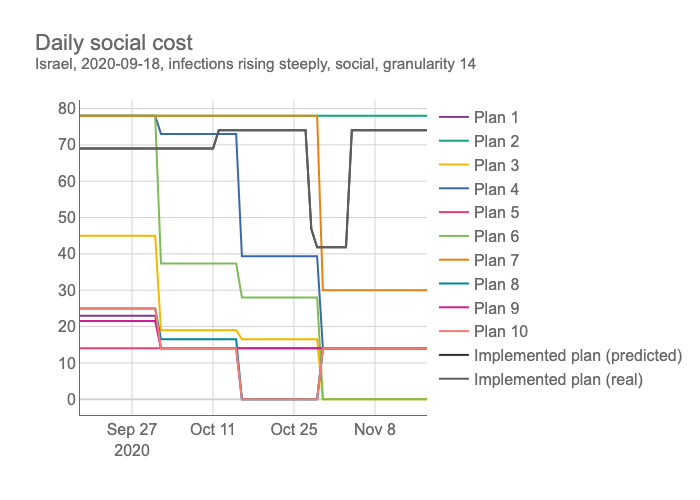 Daily social cost
Israel, 2020-09-18, infections rising steeply, social, granularity 14
80
70
60
50
40
30
20
10
0
Sep 27
2020
Oct 11
Oct 25
Nov 8
Plan 1
Plan 2
Plan 3
Plan 4
Plan 5
Plan 6
Plan 7
Plan 8
Plan 9
Plan 10
Implemented plan (predicted)
Implemented plan (real)